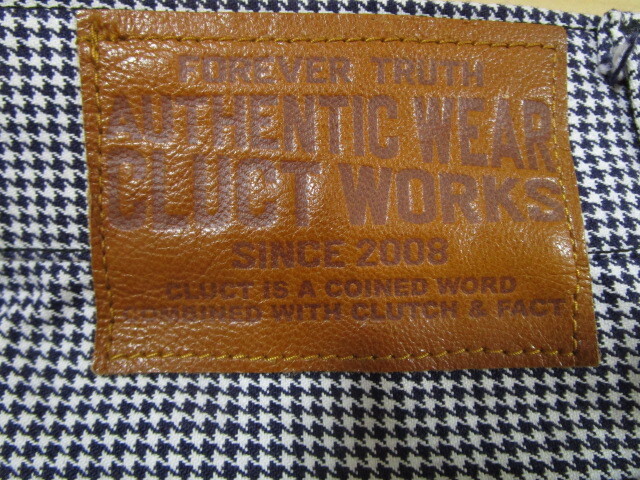 FOREVER TRUTH
AUTHENTIC WEAR
CLUCT WORKS
SINCE 2008
CLUCT IS A COINED WORD
COMBINED WITH CLUTCH & FACT